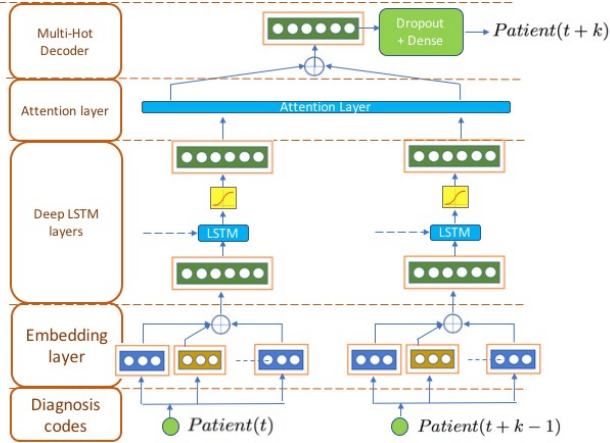 Multi-Hot
Decoder
Dropout
+ Dense
Patient(t + k)
Attention layer
Attention Layer
Deep LSTM
layers
LSTM
LSTM
Embedding
layer
Diagnosis
codes
Patient(t)
Patient(t + k − 1)